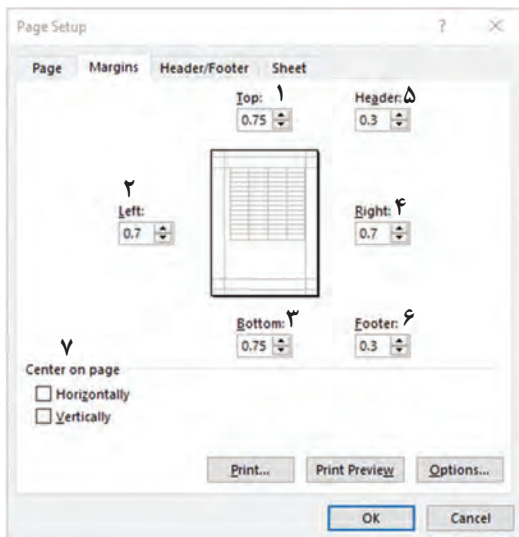 Page Setup ? ×
Page Margins Header/Footer Sheet
Top: ۱ Header: ۵
0.75 0.3
۲
Left: Right: ۴
0.7 0.7
Bottom: ۳ Footer: ۶
0.75 0.3
۷
Center on page
Horizontally
Vertically
Print... Print Preview Options...
OK Cancel